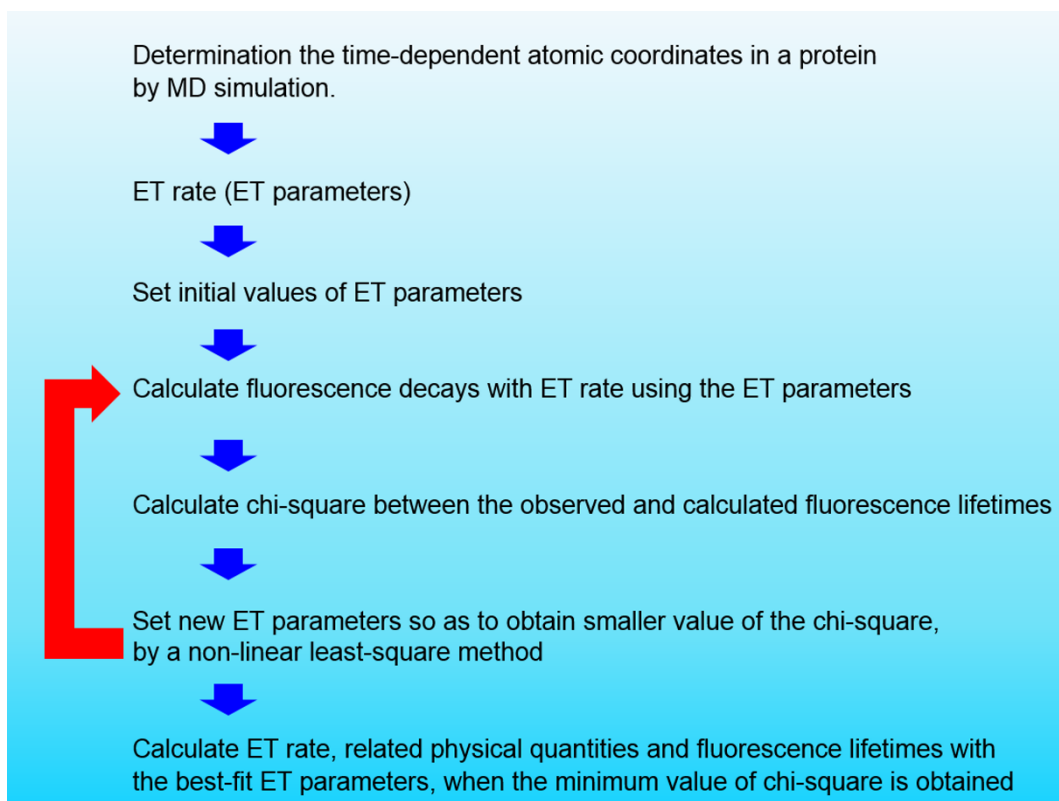 Determination the time-dependent atomic coordinates in a protein
by MD simulation.
ET rate (ET parameters)
Set initial values of ET parameters
Calculate fluorescence decays with ET rate using the ET parameters
Calculate chi-square between the observed and calculated fluorescence lifetimes
Set new ET parameters so as to obtain smaller value of the chi-square,
by a non-linear least-square method
Calculate ET rate, related physical quantities and fluorescence lifetimes with
the best-fit ET parameters, when the minimum value of chi-square is obtained